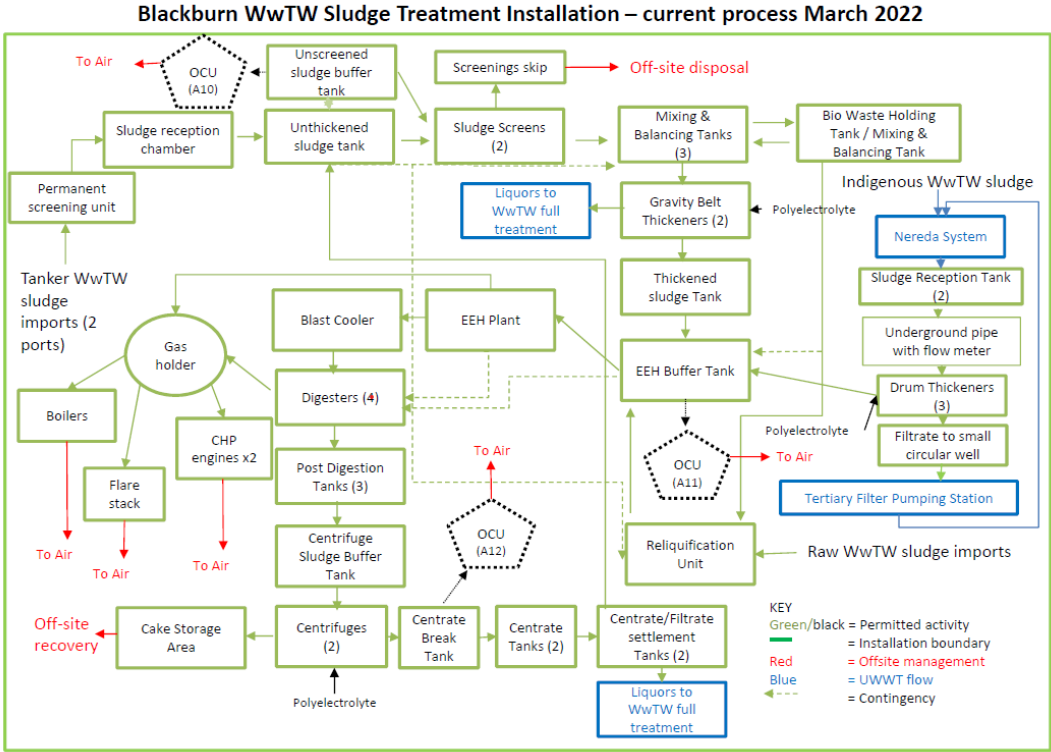 Blackburn WwTW Sludge Treatment Installation – current process March 2022
To Air
OCU
(A10)
Unscreened
sludge buffer
tank
Screenings skip
Off-site disposal
Sludge reception
chamber
Unthickened
sludge tank
Sludge Screens
(2)
Mixing &
Balancing Tanks
(3)
Bio Waste Holding
Tank / Mixing &
Balancing Tank
Permanent
screening unit
Liquors to
WwTW full
treatment
Gravity Belt
Thickeners (2)
Polyelectrolyte
Indigenous WwTW sludge
Nereda System
Tanker WwTW
sludge
imports (2
ports)
Thickened
sludge Tank
Sludge Reception Tank
(2)
Gas
holder
Blast Cooler
EEH Plant
Underground pipe
with flow meter
EEH Buffer Tank
Boilers
Digesters (4)
Drum Thickeners
(3)
CHP
engines x2
Polyelectrolyte
Filtrate to small
circular well
To Air
OCU
(A11)
To Air
Flare
stack
Post Digestion
Tanks (3)
Tertiary Filter Pumping Station
OCU
(A12)
Centrifuge
Sludge Buffer
Tank
Reliquification
Unit
Raw WwTW sludge imports
To Air
To Air
To Air
Off-site
recovery
Cake Storage
Area
Centrifuges
(2)
Centrate
Break
Tank
Centrate
Tanks (2)
Centrate/Filtrate
settlement
Tanks (2)
Polyelectrolyte
Liquors to
WwTW full
treatment
KEY
Green/black = Permitted activity
= Installation boundary
Red = Offsite management
Blue = UWWT flow
= Contingency